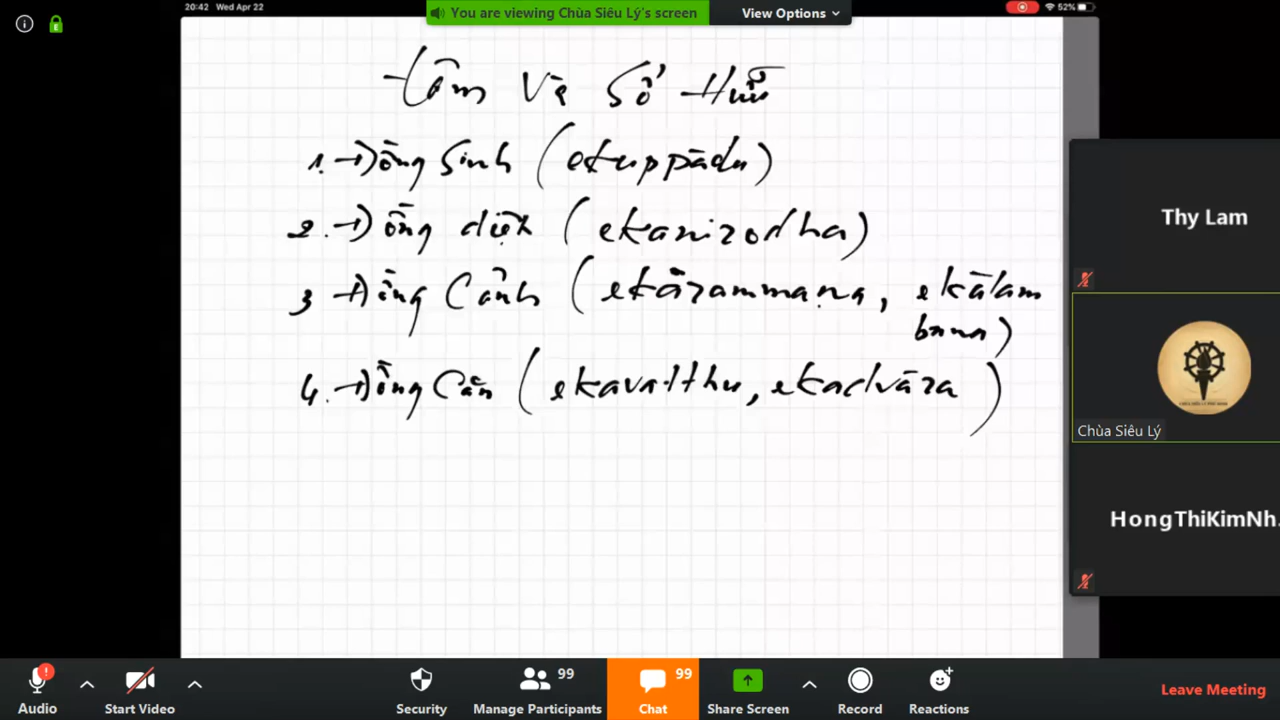 20:42 Wed Apr 22
You are viewing Chùa Siêu Lý's screen
View Options
52%
Tâm Và Sở Hữu
1. Đồng Sinh (ekuppādu)
2. Đồng diệt (ekanirodha)
3 Đồng Cảnh (ekārammaṇa, ekālam
bana)
4. Đồng Căn (ekavatthu, ekadvāra)
Thy Lam
Chùa Siêu Lý
HongThiKimNh...
Audio
Start Video
Security
99
Manage Participants
99
Chat
Share Screen
Record
Reactions
Leave Meeting